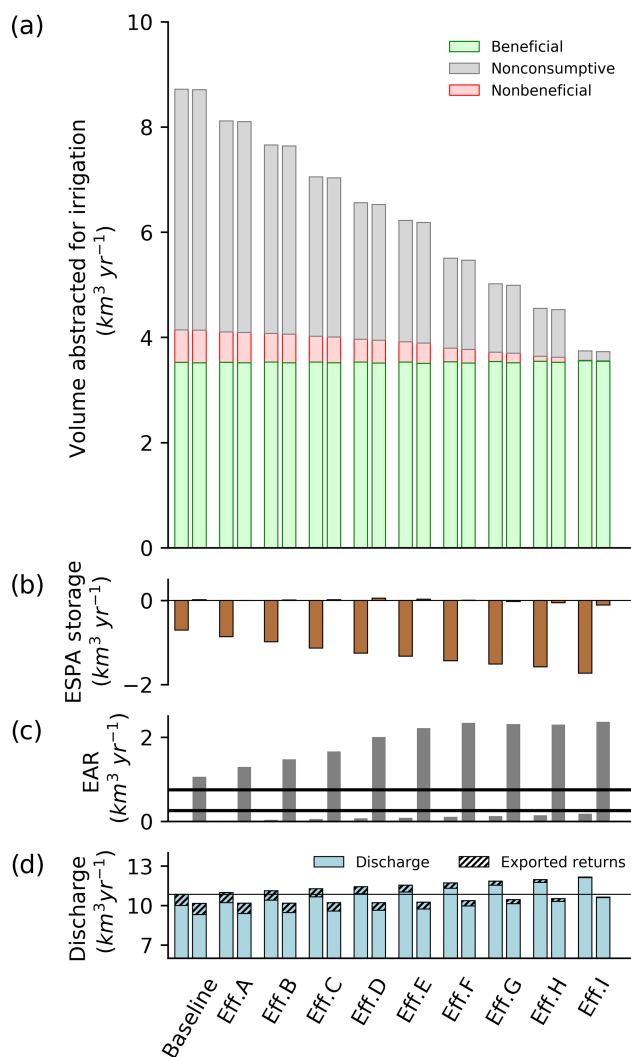 (a)
10
8
6
4
2
0
Volume abstracted for irrigation
(km³ yr⁻¹)
Beneficial
Nonconsumptive
Nonbeneficial
(b)
0
−2
ESPA storage
(km³ yr⁻¹)
(c)
2
0
EAR
(km³ yr⁻¹)
(d)
13
10
7
Discharge
(km³yr⁻¹)
Discharge
Exported returns
Baseline
Eff.A
Eff.B
Eff.C
Eff.D
Eff.E
Eff.F
Eff.G
Eff.H
Eff.I